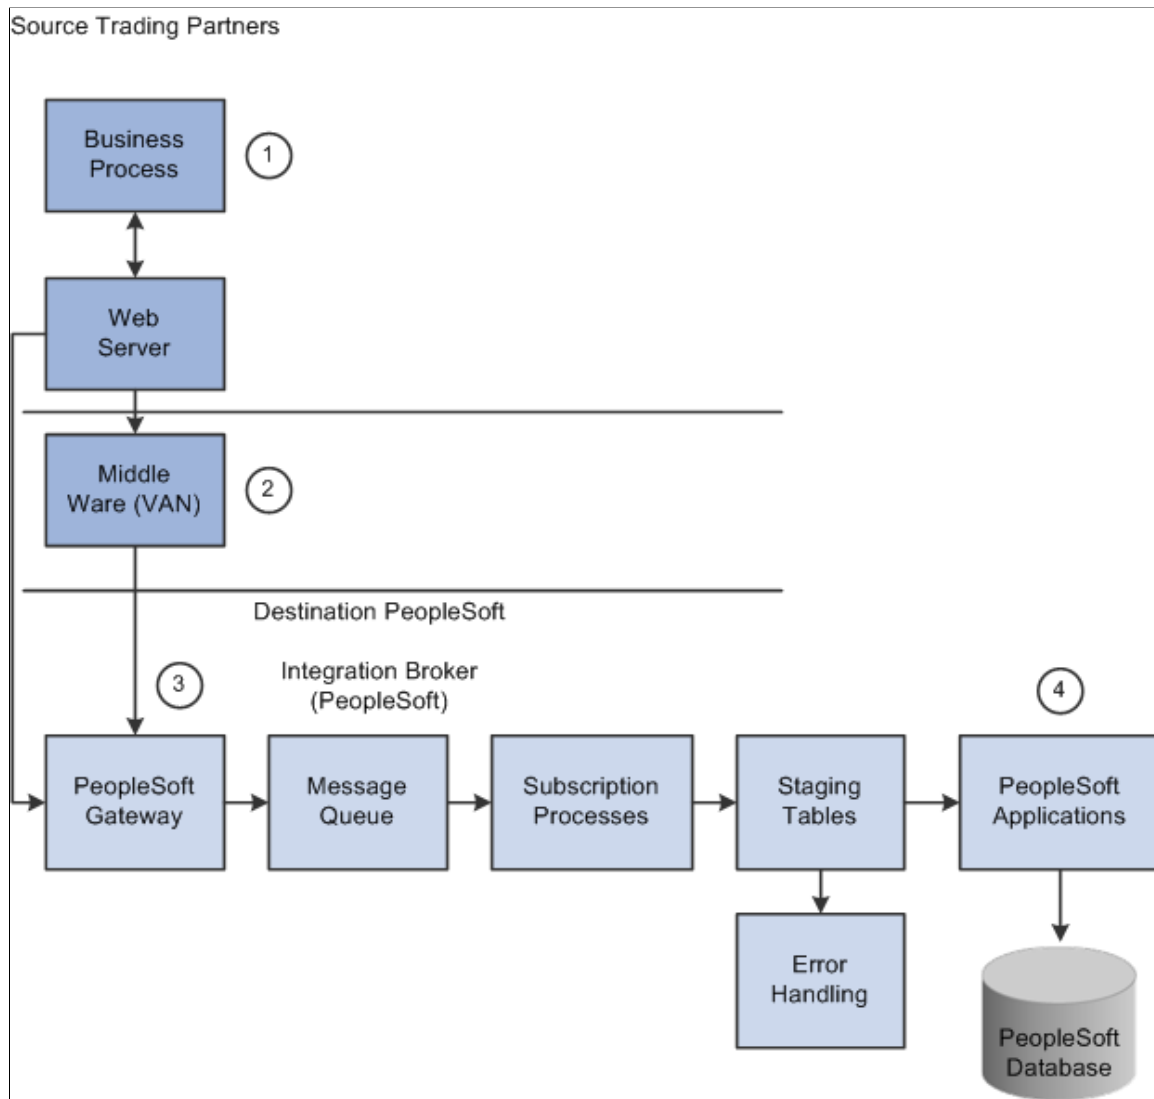 Source Trading Partners
Business
Process
1
Web
Server
Middle
Ware (VAN)
2
Destination PeopleSoft
3
Integration Broker
(PeopleSoft)
4
PeopleSoft
Gateway
Message
Queue
Subscription
Processes
Staging
Tables
PeopleSoft
Applications
Error
Handling
PeopleSoft
Database